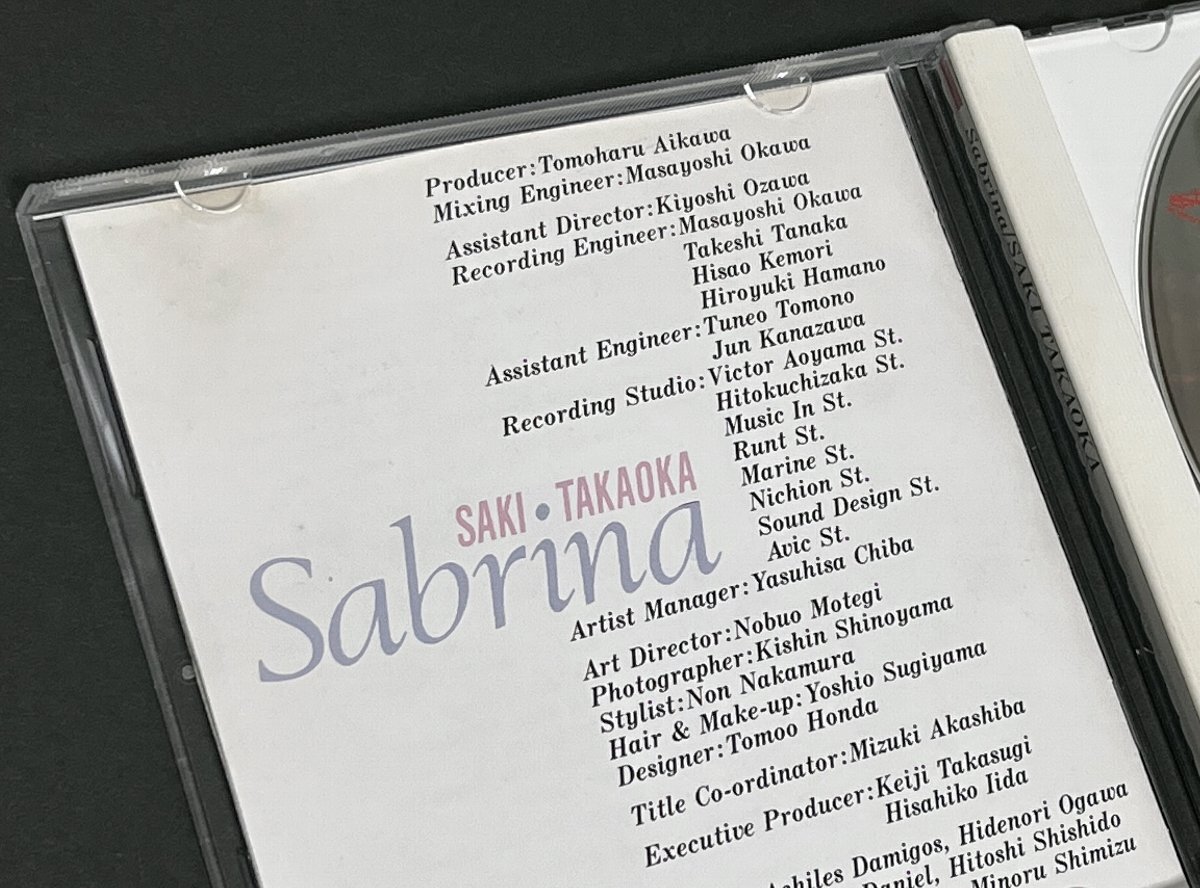 Producer:Tomoharu Aikawa
Mixing Engineer:Masayoshi Okawa
Assistant Director:Kiyoshi Ozawa
Recording Engineer:Masayoshi Okawa
Takeshi Tanaka
Hisao Kemori
Hiroyuki Hamano
Assistant Engineer:Tuneo Tomono
Jun Kanazawa
Recording Studio:Victor Aoyama St.
Hitokuchizaka St.
Music In St.
Runt St.
Marine St.
Nichion St.
Sound Design St.
Avic St.
SAKI • TAKAOKA
Sabrina
Artist Manager:Yasuhisa Chiba
Art Director:Nobuo Motegi
Photographer:Kishin Shinoyama
Stylist:Non Nakamura
Hair & Make-up:Yoshio Sugiyama
Designer:Tomoo Honda
Title Co-ordinator:Mizuki Akashiba
Executive Producer:Keiji Takasugi
Hisahiko Iida
Damigos, Hidenori Ogawa
Daniel, Hitoshi Shishido
Minoru Shimizu
Sabrina/SAKI TAKAOKA